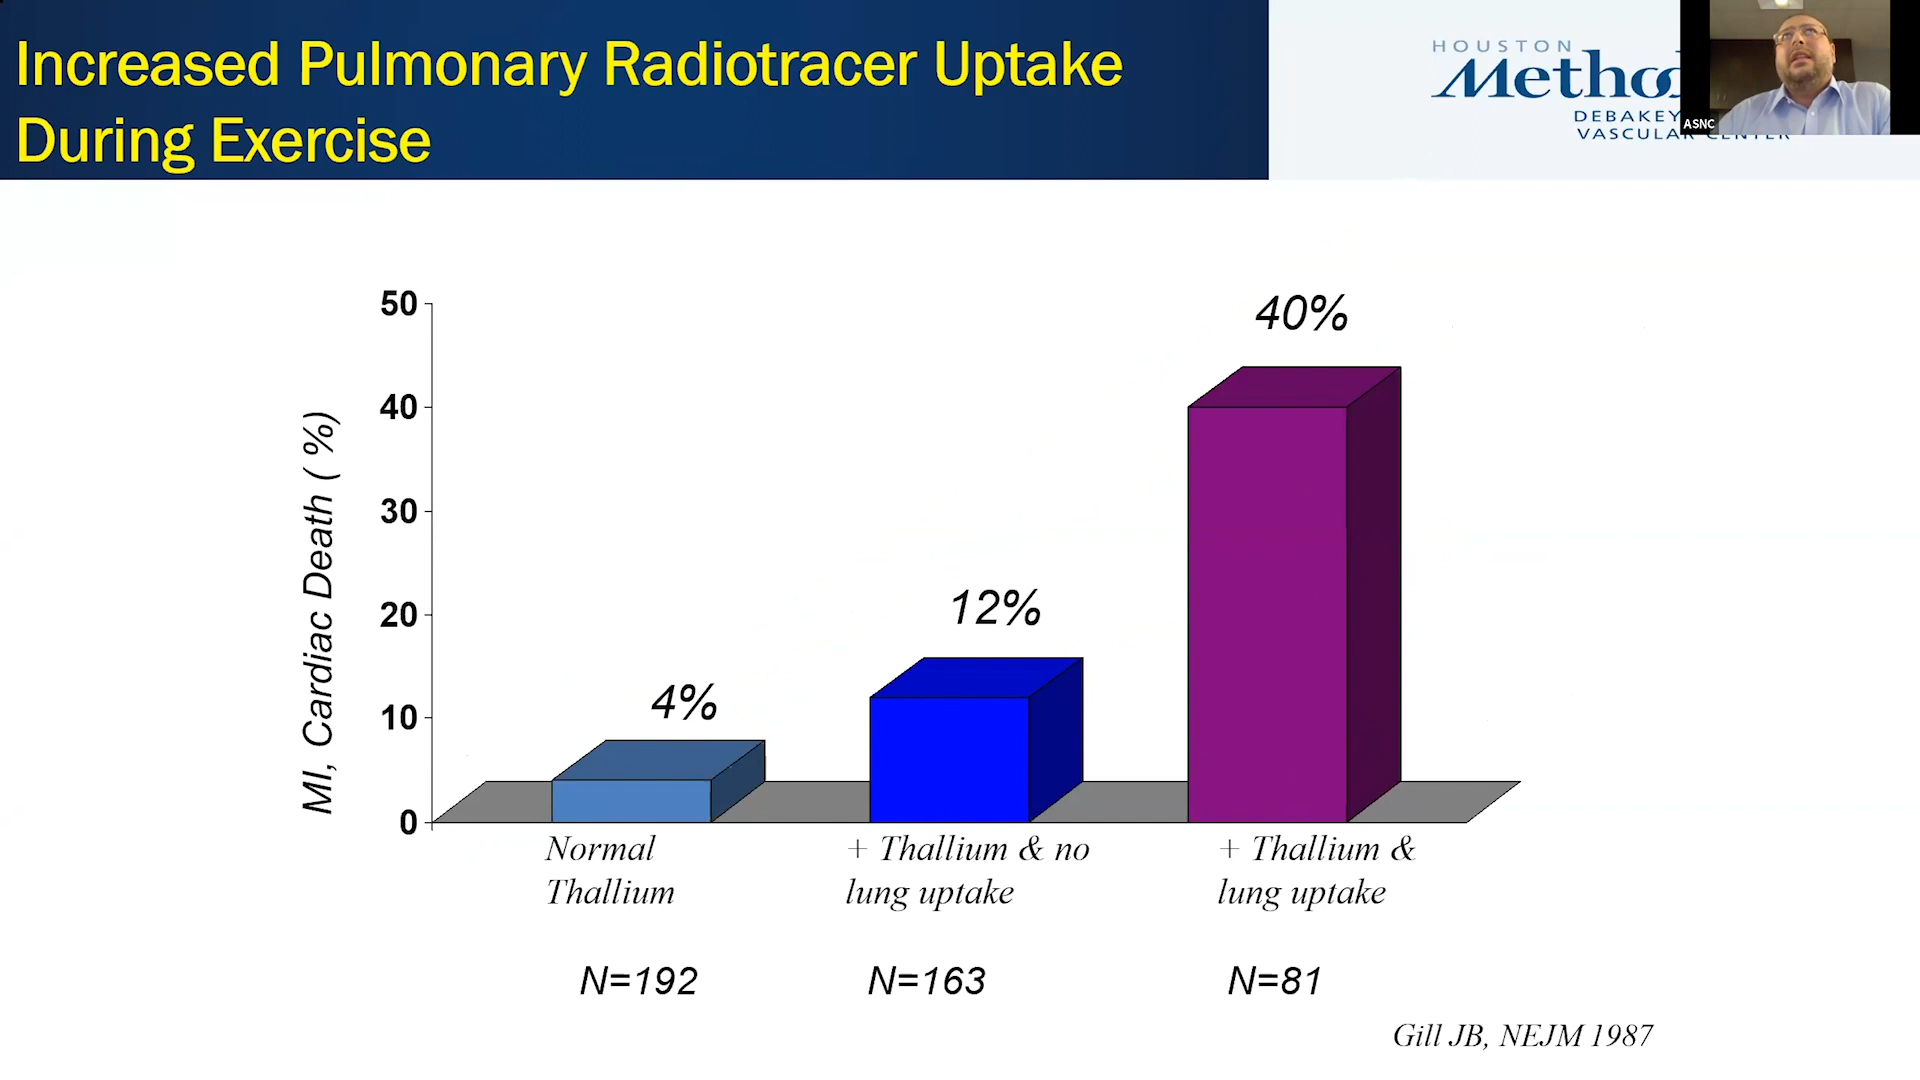 Increased Pulmonary Radiotracer Uptake
During Exercise
HOUSTON
DEBAKEY
VASCULAR CENTER
ASNC
MI, Cardiac Death ( %)
50
40
30
20
10
0
4%
12%
40%
Normal
Thallium
+ Thallium & no
lung uptake
+ Thallium &
lung uptake
N=192
N=163
N=81
Gill JB, NEJM 1987